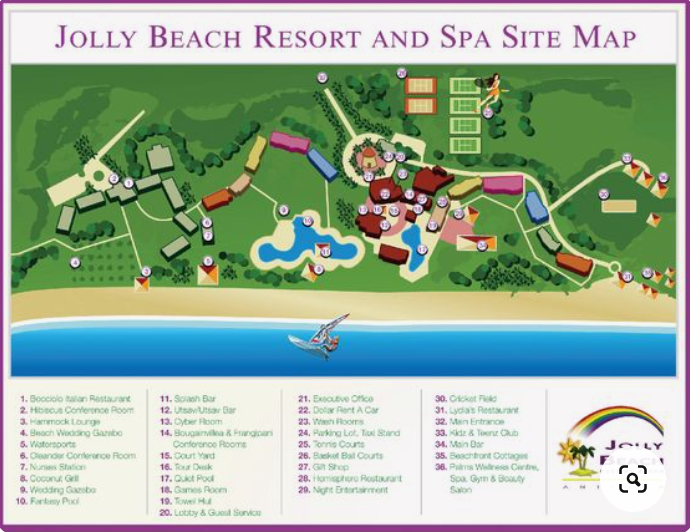 JOLLY BEACH RESORT AND SPA SITE MAP
1. Bocciolo Italian Restaurant
2. Hibiscus Conference Room
3. Hammock Lounge
4. Beach Wedding Gazebo
5. Watersports
6. Oleander Conference Room
7. Nurses Station
8. Coconut Grill
9. Wedding Gazebo
10. Fantasy Pool
11. Splash Bar
12. Utsav/Utsav Bar
13. Cyber Room
14. Bougainvillea & Frangipani
Conference Rooms
15. Court Yard
16. Tour Desk
17. Quiet Pool
18. Games Room
19. Towel Hut
20. Lobby & Guest Service
21. Executive Office
22. Dollar Rent A Car
23. Wash Rooms
24. Parking Lot, Taxi Stand
25. Tennis Courts
26. Basket Ball Courts
27. Gift Shop
28. Hemisphere Restaurant
29. Night Entertainment
30. Cricket Field
31. Lydia's Restaurant
32. Main Entrance
33. Kidz & Teenz Club
34. Main Bar
35. Beachfront Cottages
36. Palms Wellness Centre,
Spa, Gym & Beauty
Salon
JOLLY
BEACH